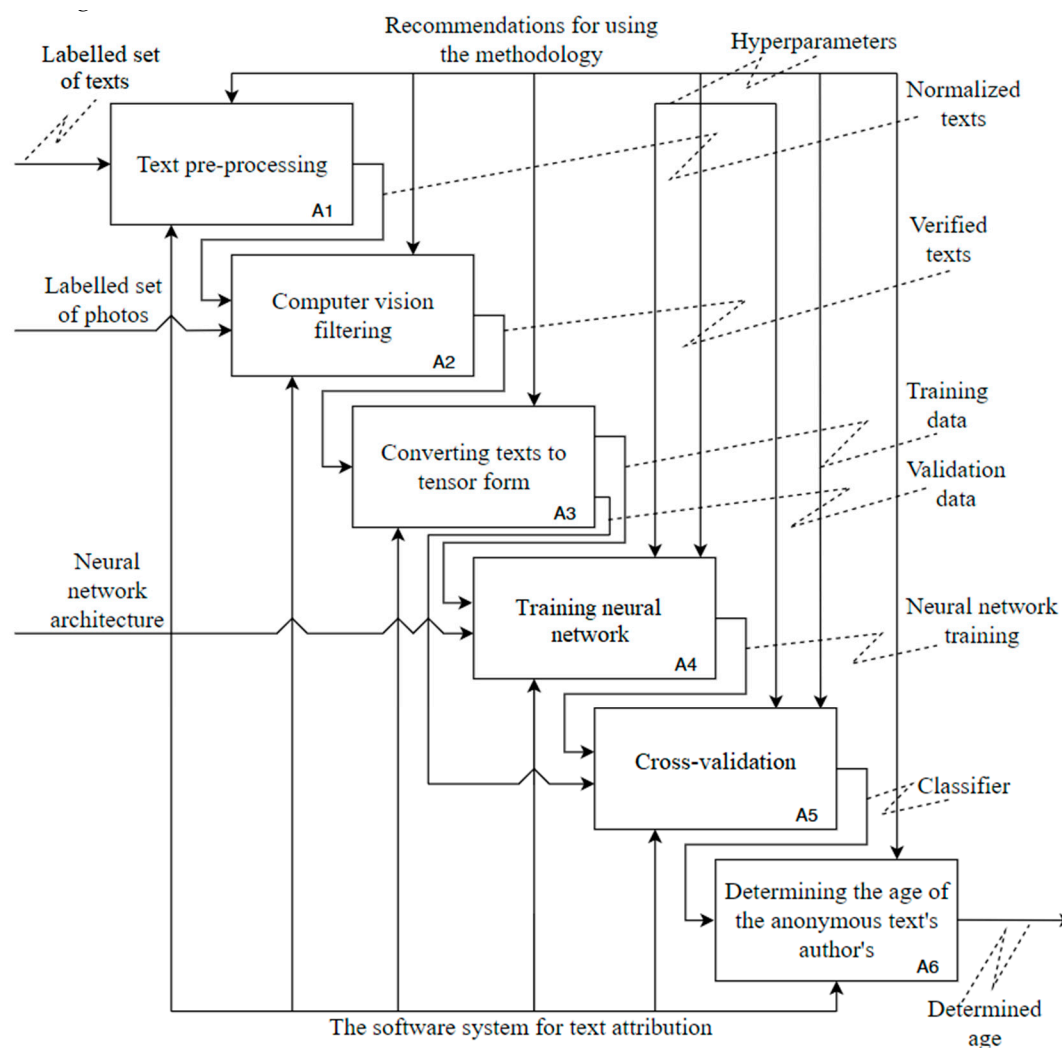 Recommendations for using
the methodology
Hyperparameters
Labelled set
of texts
Normalized
texts
Text pre-processing
A1
Verified
texts
Labelled set
of photos
Computer vision
filtering
A2
Training
data
Converting texts to
tensor form
A3
Validation
data
Neural
network
architecture
Training neural
network
A4
Neural network
training
Cross-validation
A5
Classifier
Determining the age of
the anonymous text's
author's
A6
The software system for text attribution
Determined
age